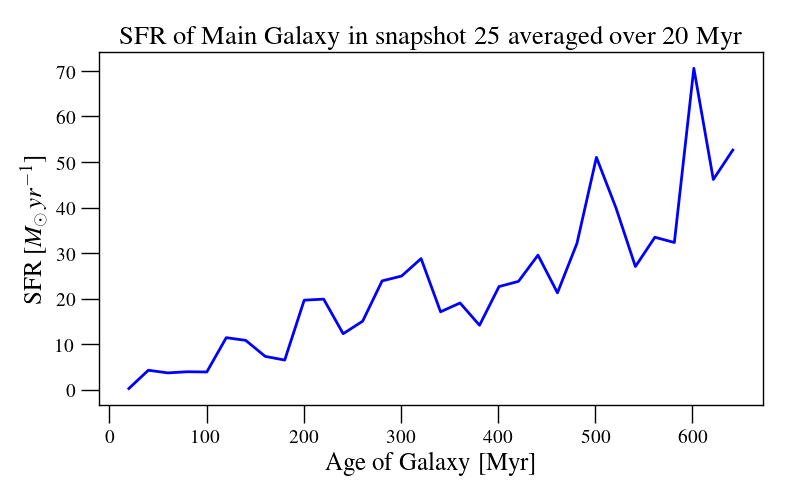 SFR of Main Galaxy in snapshot 25 averaged over 20 Myr
70
60
50
40
30
20
10
0
SFR [M⊙ yr⁻¹]
0 100 200 300 400 500 600
Age of Galaxy [Myr]